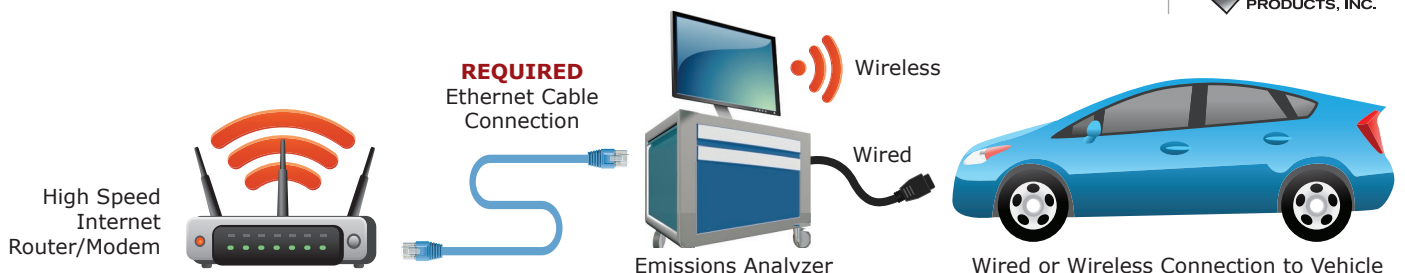 PRODUCTS, INC.
REQUIRED
Ethernet Cable
Connection
Wireless
Wired
High Speed
Internet
Router/Modem
Emissions Analyzer
Wired or Wireless Connection to Vehicle